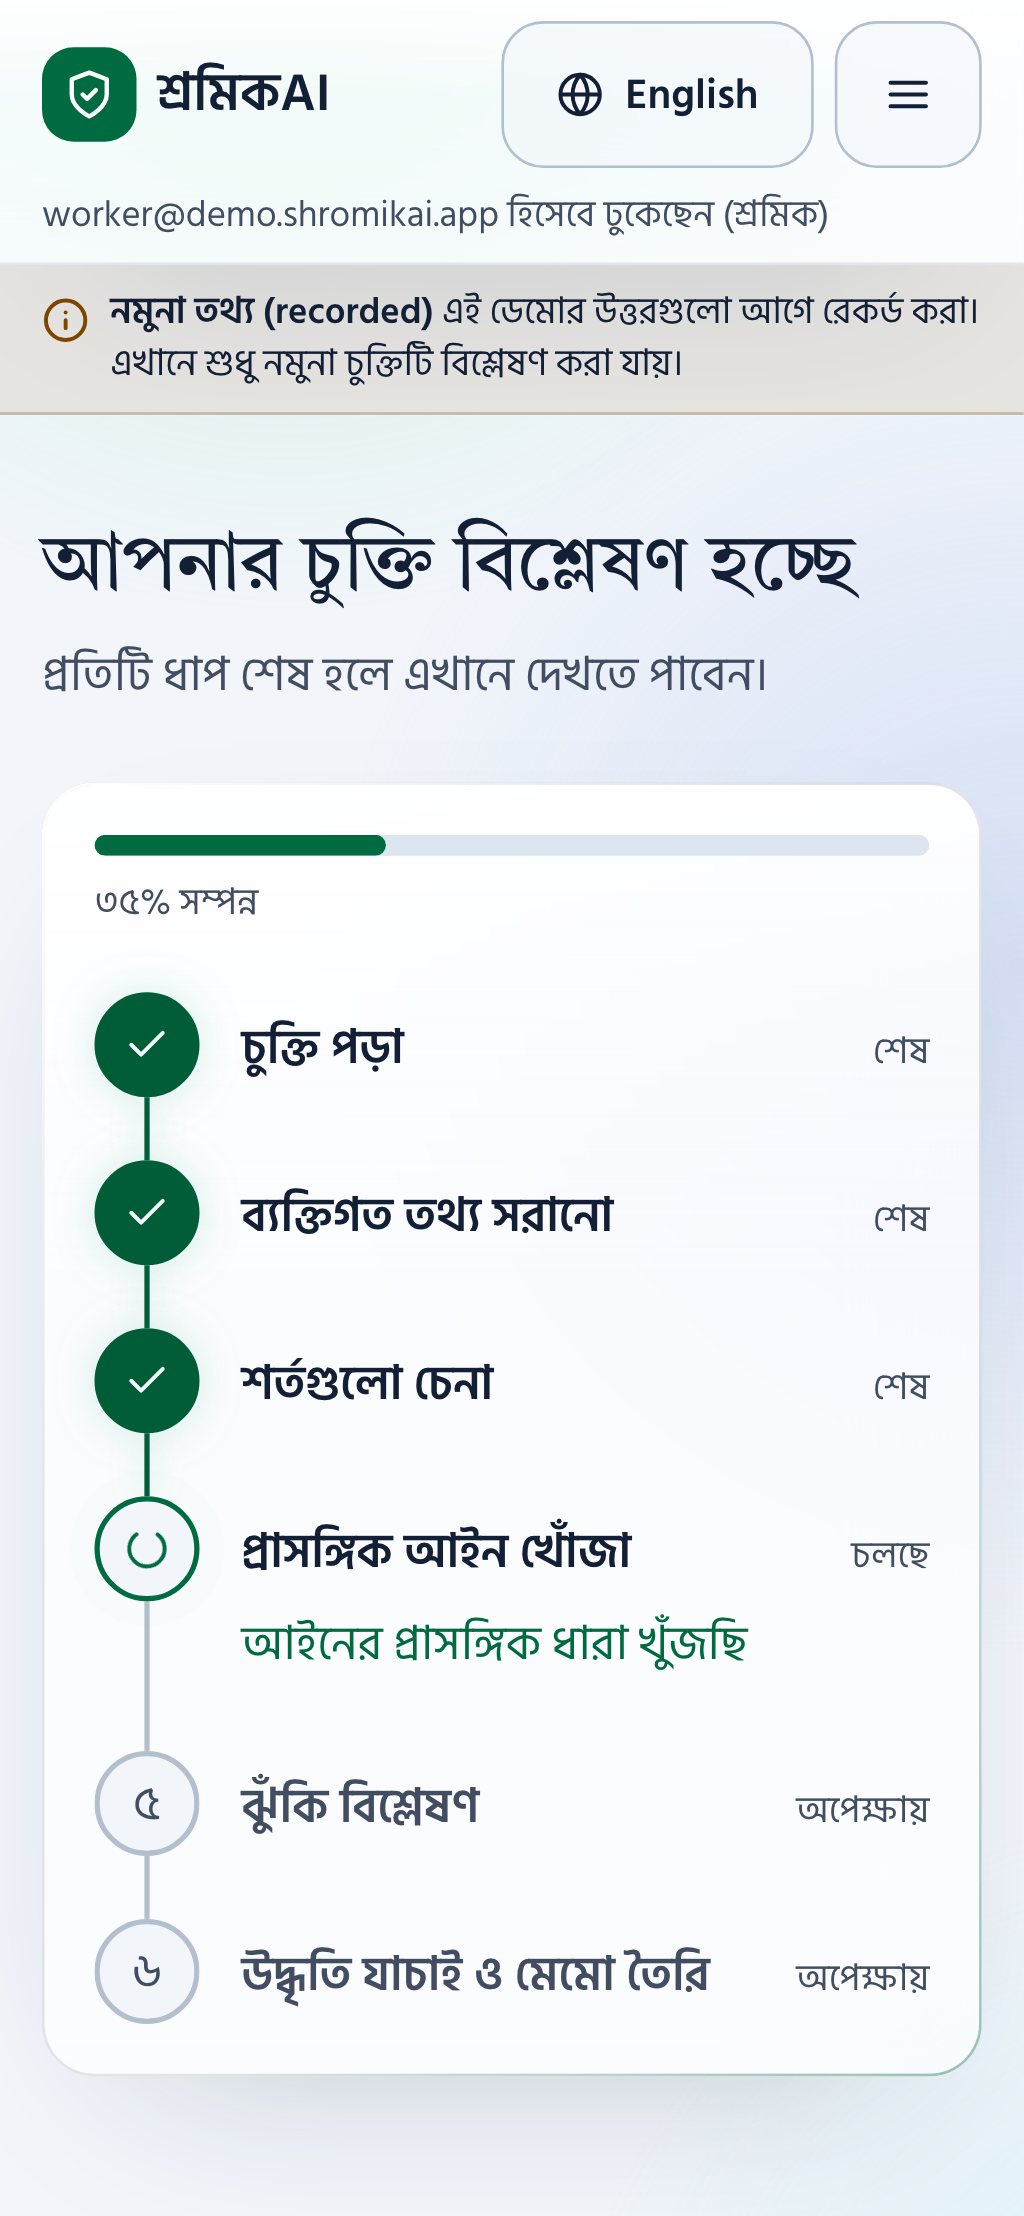 শ্রমিকAI
English
worker@demo.shromikai.app হিসেবে ঢুকেছেন (শ্রমিক)
নমুনা তথ্য (recorded) এই ডেমোর উত্তরগুলো আগে রেকর্ড করা।
এখানে শুধু নমুনা চুক্তিটি বিশ্লেষণ করা যায়।
আপনার চুক্তি বিশ্লেষণ হচ্ছে
প্রতিটি ধাপ শেষ হলে এখানে দেখতে পাবেন।
৩৫% সম্পন্ন
চুক্তি পড়া শেষ
ব্যক্তিগত তথ্য সরানো শেষ
শর্তগুলো চেনা শেষ
প্রাসঙ্গিক আইন খোঁজা চলছে
আইনের প্রাসঙ্গিক ধারা খুঁজছি
৫ ঝুঁকি বিশ্লেষণ অপেক্ষায়
৬ উদ্ধৃতি যাচাই ও মেমো তৈরি অপেক্ষায়